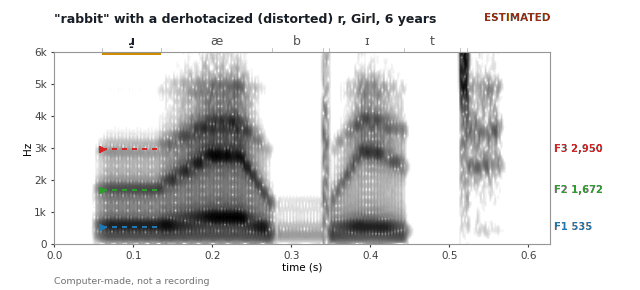 "rabbit" with a derhotacized (distorted) r, Girl, 6 years
ESTIMATED
ɹ̠ æ b ɪ t
6k
5k
4k
3k
2k
1k
0
Hz
F3 2,950
F2 1,672
F1 535
0.0 0.1 0.2 0.3 0.4 0.5 0.6
time (s)
Computer-made, not a recording